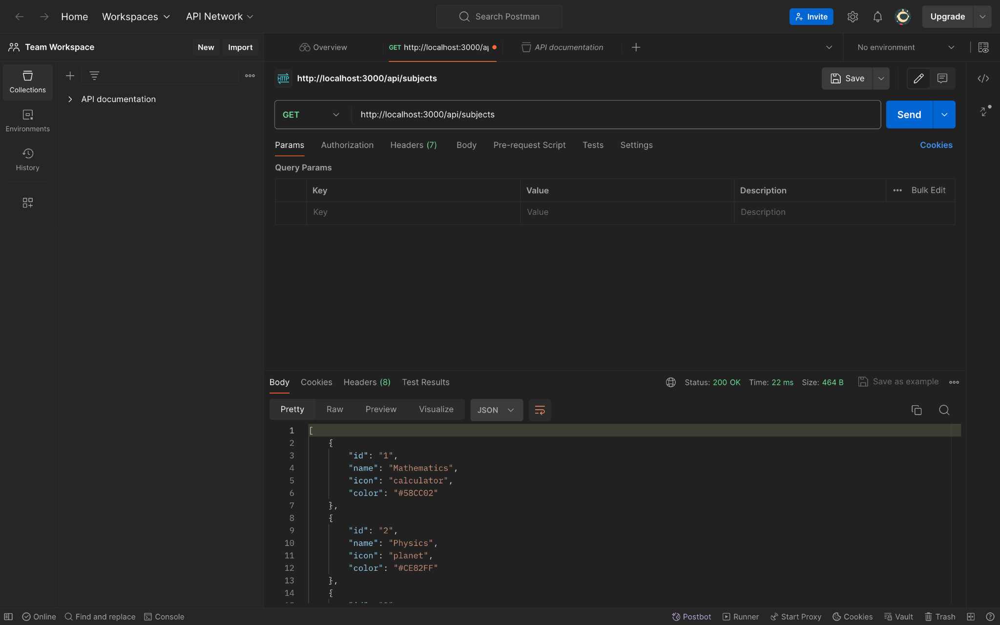 Home Workspaces API Network Search Postman Invite Upgrade
Team Workspace New Import Overview GET http://localhost:3000/ap API documentation No environment
Collections
Environments
History
API documentation
HTTP http://localhost:3000/api/subjects Save
GET http://localhost:3000/api/subjects Send
Params Authorization Headers (7) Body Pre-request Script Tests Settings Cookies
Query Params
Key Value Description Bulk Edit
Key Value Description
Body Cookies Headers (8) Test Results Status: 200 OK Time: 22 ms Size: 464 B Save as example
Pretty Raw Preview Visualize JSON
1 [
2 {
3 "id": "1",
4 "name": "Mathematics",
5 "icon": "calculator",
6 "color": "#58CC02"
7 },
8 {
9 "id": "2",
10 "name": "Physics",
11 "icon": "planet",
12 "color": "#CE82FF"
13 },
14 {
Online Find and replace Console Postbot Runner Start Proxy Cookies Vault Trash